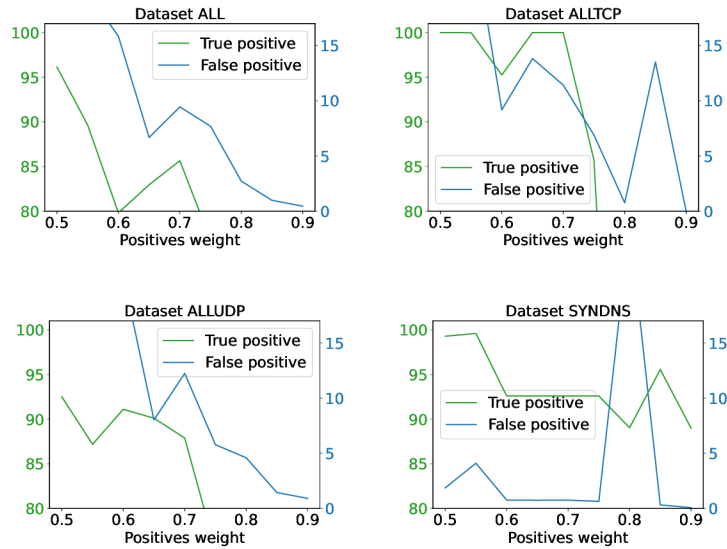 Dataset ALL
100
95
90
85
80
15
10
5
0
True positive
False positive
0.5 0.6 0.7 0.8 0.9
Positives weight
Dataset ALLTCP
100
95
90
85
80
15
10
5
0
True positive
False positive
0.5 0.6 0.7 0.8 0.9
Positives weight
Dataset ALLUDP
100
95
90
85
80
15
10
5
0
True positive
False positive
0.5 0.6 0.7 0.8 0.9
Positives weight
Dataset SYNDNS
100
95
90
85
80
15
10
5
0
True positive
False positive
0.5 0.6 0.7 0.8 0.9
Positives weight